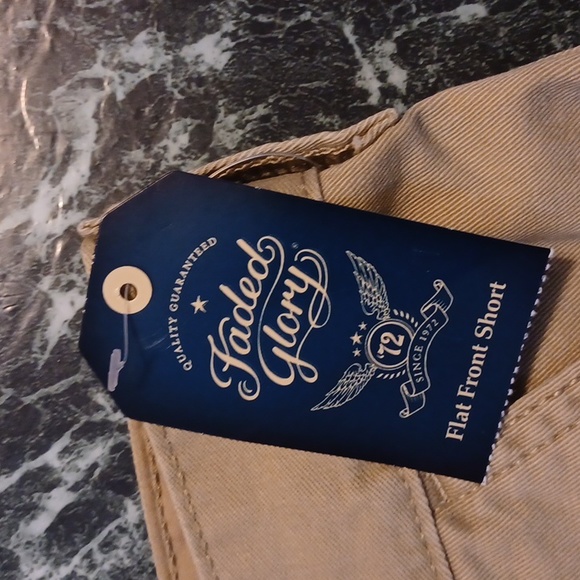 QUALITY GUARANTEED
Faded
Glory®
'72
SINCE 1972
Flat Front Short